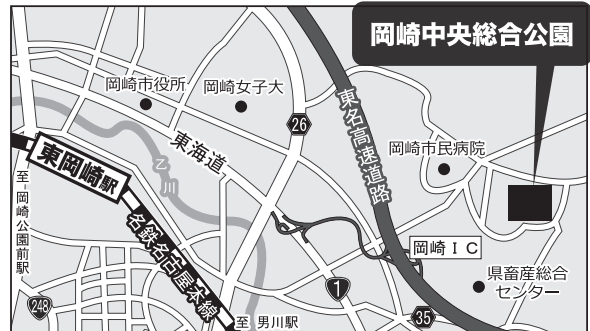 岡崎中央総合公園
岡崎市役所
岡崎女子大
26
東名高速道路
東海道
岡崎市民病院
乙川
東岡崎駅
至岡崎公園前駅
名鉄名古屋本線
岡崎IC
県畜産総合
センター
1
248
35
至 男川駅